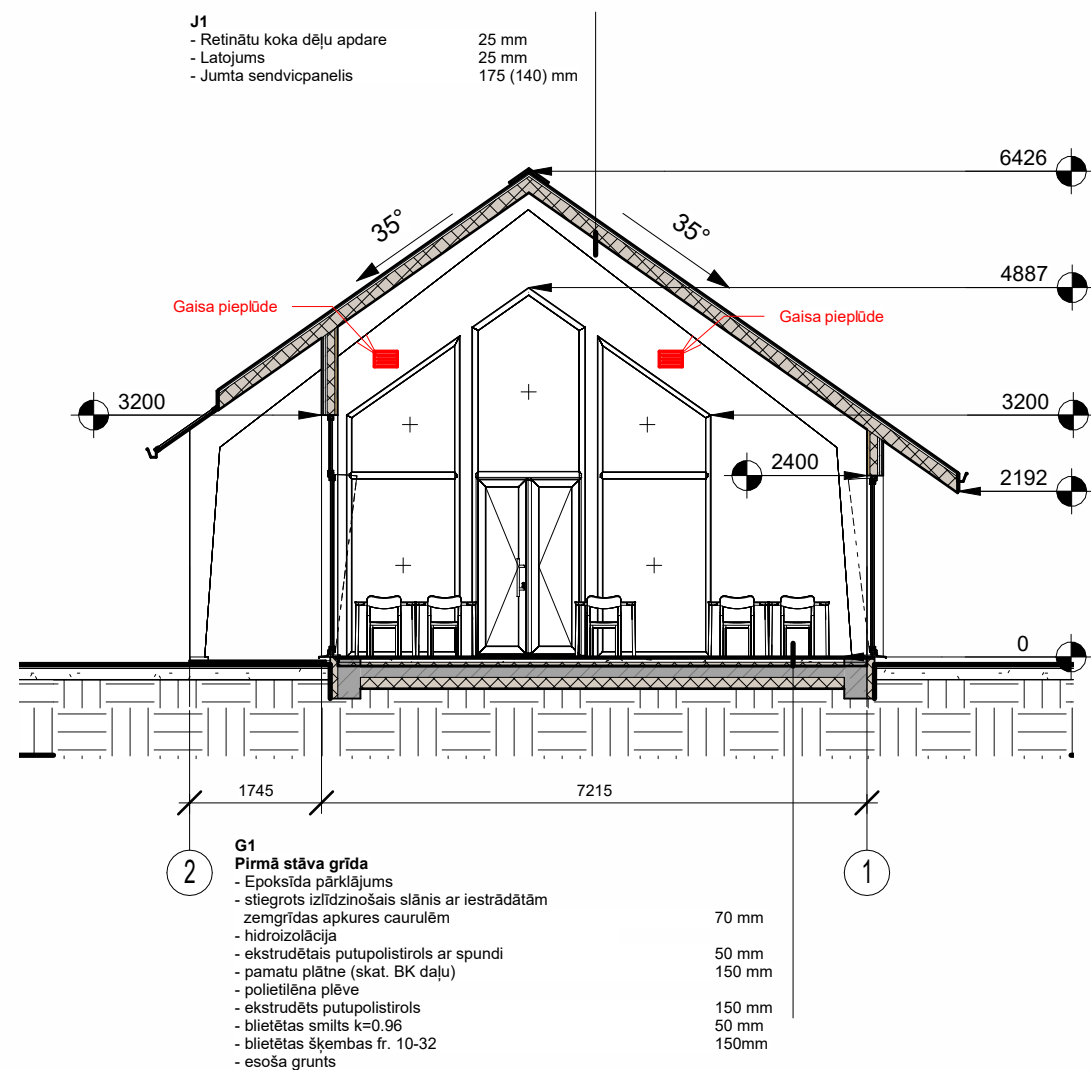 J1
- Retinātu koka dēļu apdare 25 mm
- Latojums 25 mm
- Jumta sendvicpanelis 175 (140) mm
6426
35° 35°
4887
Gaisa pieplūde
Gaisa pieplūde
3200 3200
2400
2192
0
1745 7215
2 1
G1
Pirmā stāva grīda
- Epoksīda pārklājums
- stiegrots izlīdzinošais slānis ar iestrādātām
zemgrīdas apkures caurulēm 70 mm
- hidroizolācija
- ekstrudētais putupolistirols ar spundi 50 mm
- pamatu plātne (skat. BK daļu) 150 mm
- polietilēna plēve
- ekstrudēts putupolistirols 150 mm
- blietētas smilts k=0.96 50 mm
- blietētas šķembas fr. 10-32 150mm
- esoša grunts